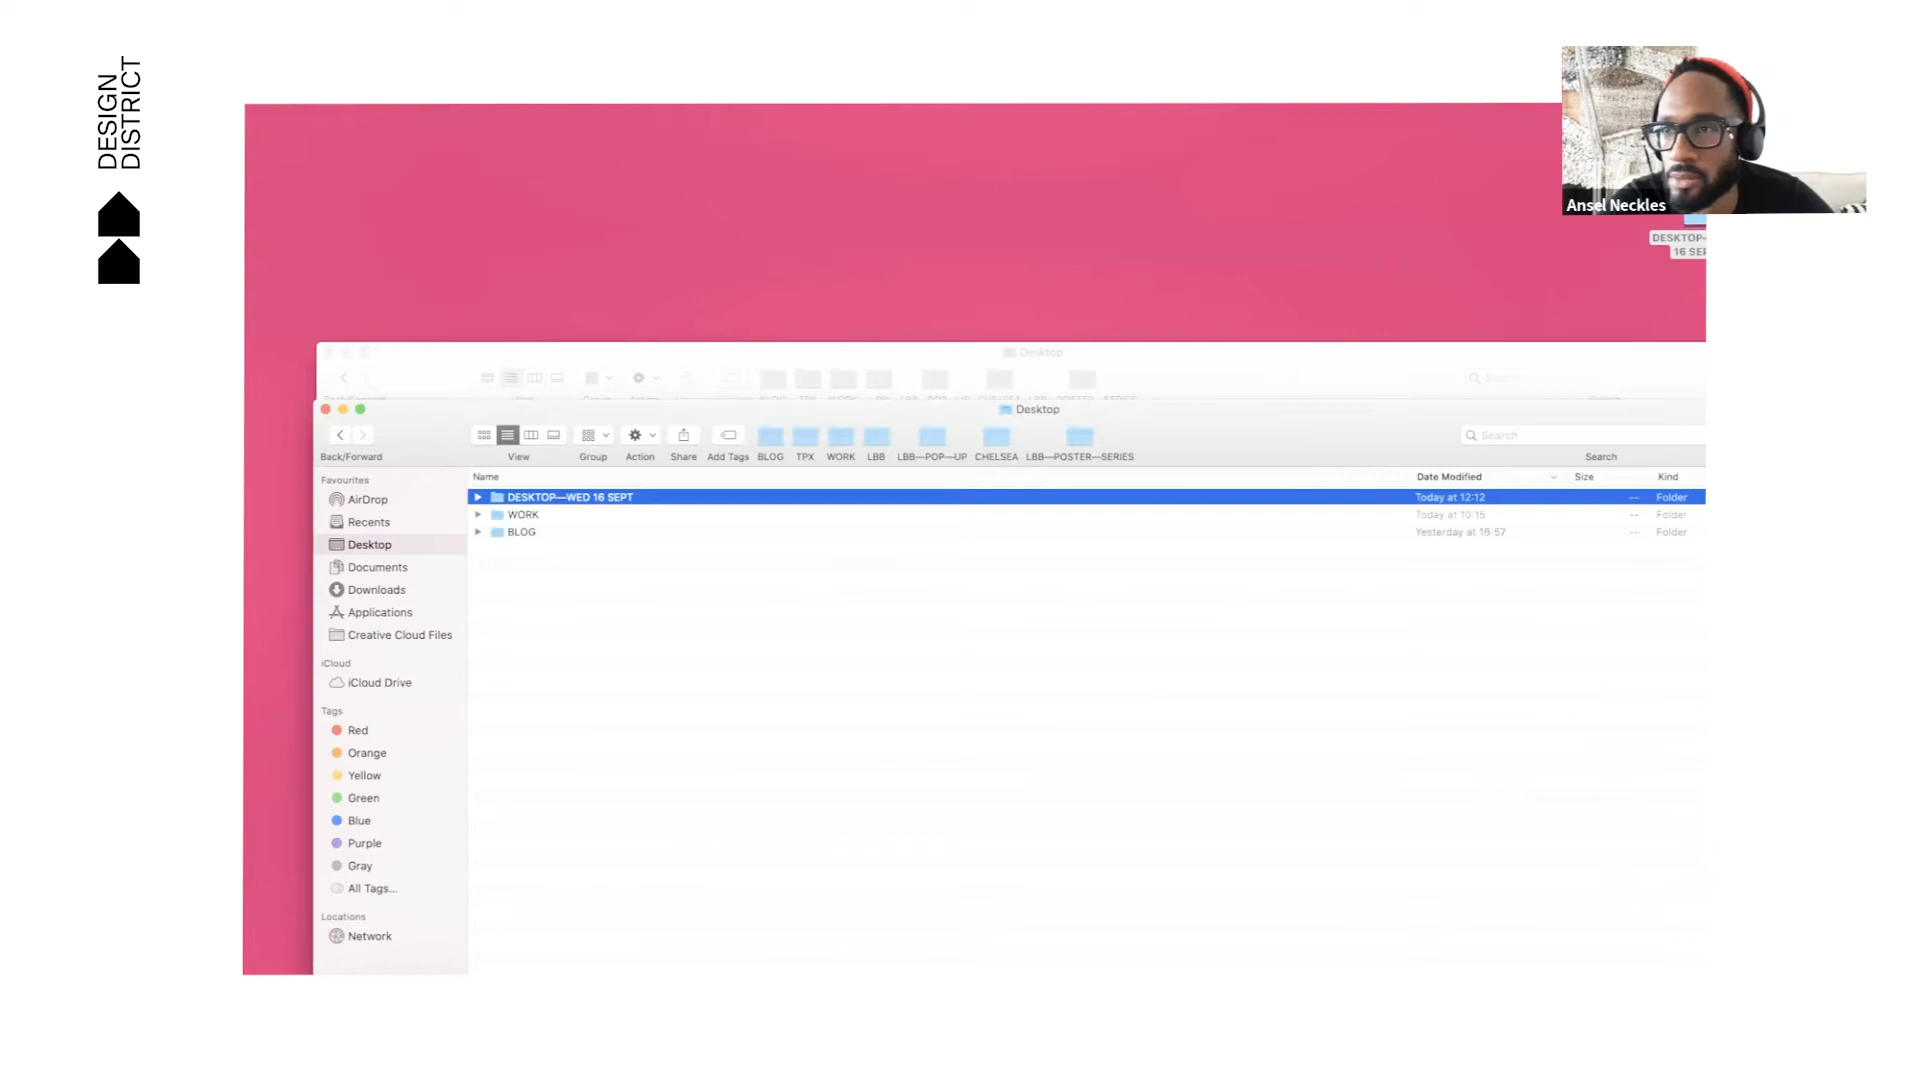 DESIGN
DISTRICT
Ansel Neckles
DESKTOP—
16 SEP
Desktop
Search
Desktop
Search
Back/Forward
View
Group
Action
Share
Add Tags
BLOG
TPX
WORK
LBB
LBB—POP—UP
CHELSEA
LBB—POSTER—SERIES
Search
Favourites
AirDrop
Recents
Desktop
Documents
Downloads
Applications
Creative Cloud Files
iCloud
iCloud Drive
Tags
Red
Orange
Yellow
Green
Blue
Purple
Gray
All Tags...
Locations
Network
Name
Date Modified
Size
Kind
DESKTOP—WED 16 SEPT
Today at 12:12
--
Folder
WORK
Today at 10:15
--
Folder
BLOG
Yesterday at 16:57
--
Folder